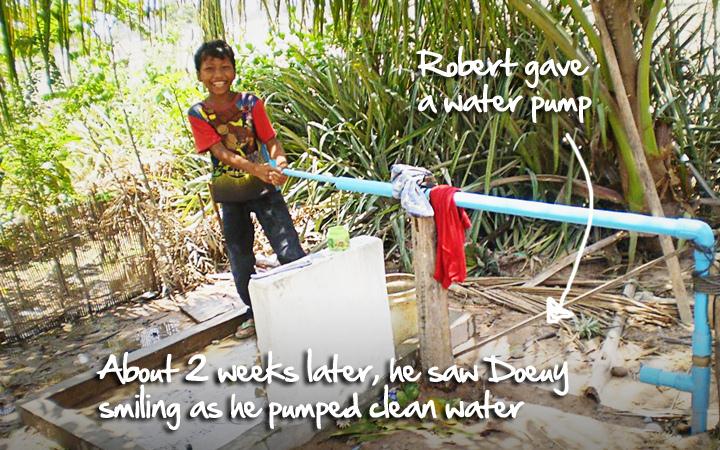 Robert gave
a water pump
About 2 weeks later, he saw Doeuy
smiling as he pumped clean water